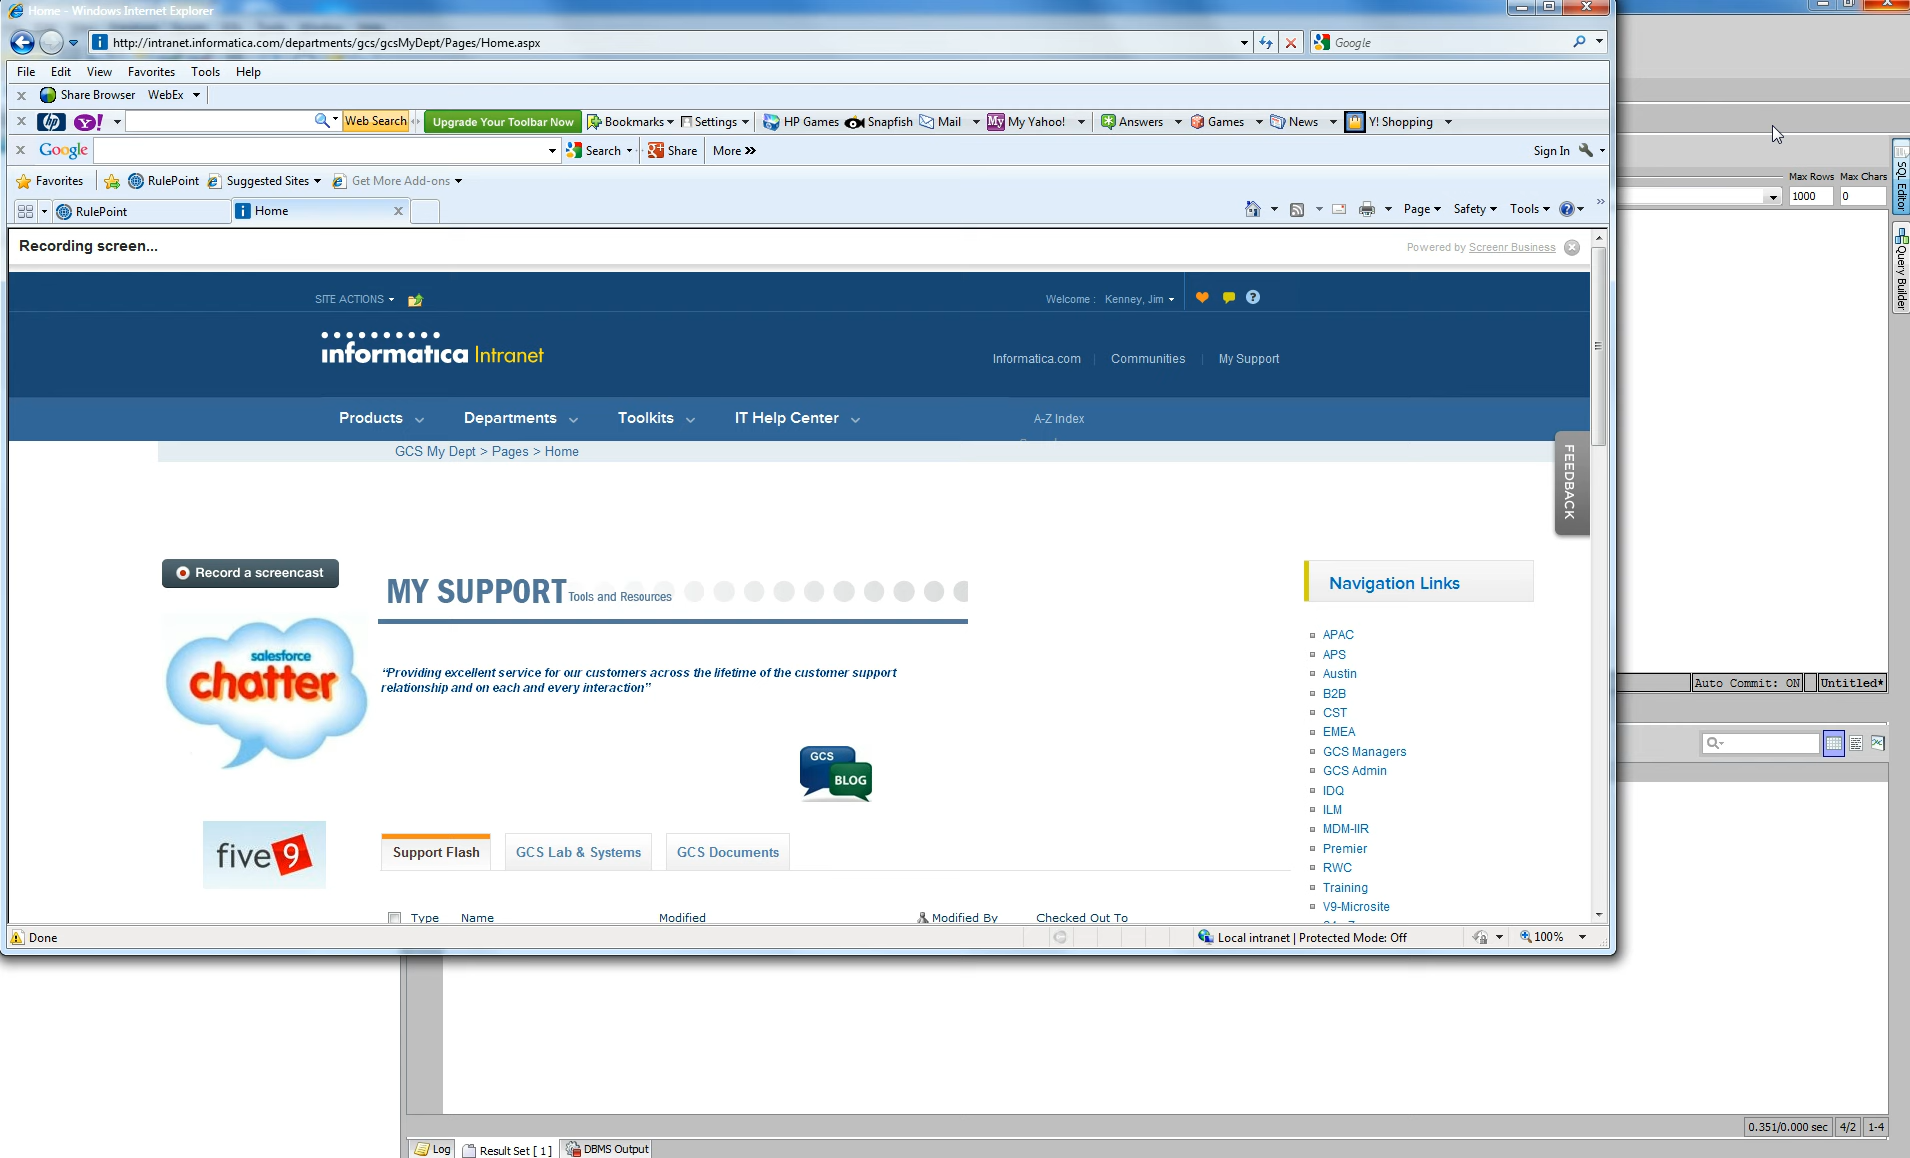 Home - Windows Internet Explorer
http://intranet.informatica.com/departments/gcs/gcsMyDept/Pages/Home.aspx
Google
File Edit View Favorites Tools Help
x Share Browser WebEx
x hp Y! Web Search Upgrade Your Toolbar Now Bookmarks Settings HP Games Snapfish Mail My My Yahoo! Answers Games News Y! Shopping
x Google Search Share More » Sign In
Favorites RulePoint Suggested Sites Get More Add-ons
RulePoint Home x Page Safety Tools »
Max Rows Max Chars
1000 0
SQL Editor
Query Builder
Recording screen... Powered by Screenr Business
SITE ACTIONS Welcome : Kenney, Jim
informatica Intranet
Informatica.com | Communities | My Support
Products Departments Toolkits IT Help Center A-Z Index
GCS My Dept > Pages > Home
FEEDBACK
Record a screencast
MY SUPPORT Tools and Resources
Navigation Links
salesforce
chatter
“Providing excellent service for our customers across the lifetime of the customer support
relationship and on each and every interaction”
GCS
BLOG
five9
Support Flash GCS Lab & Systems GCS Documents
Type Name Modified Modified By Checked Out To
APAC
APS
Austin
B2B
CST
EMEA
GCS Managers
GCS Admin
IDQ
ILM
MDM-IIR
Premier
RWC
Training
V9-Microsite
Auto Commit: ON Untitled*
Done Local intranet | Protected Mode: Off 100%
0.351/0.000 sec 4/2 1-4
Log Result Set [ 1 ] DBMS Output